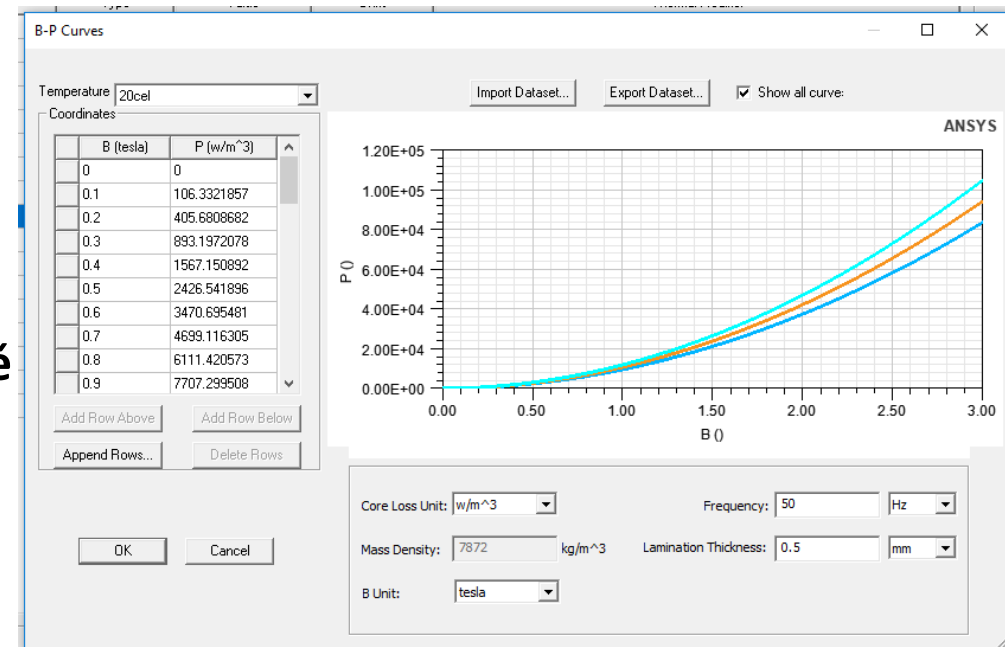 B-P Curves
Temperature 20cel
Import Dataset... Export Dataset... Show all curve:
Coordinates
B (tesla) P (w/m^3)
0 0
0.1 106.3321857
0.2 405.6808682
0.3 893.1972078
0.4 1567.150892
0.5 2426.541896
0.6 3470.695481
0.7 4699.116305
0.8 6111.420573
0.9 7707.299508
Add Row Above Add Row Below
Append Rows... Delete Rows
OK Cancel
ANSYS
1.20E+05
1.00E+05
8.00E+04
6.00E+04
4.00E+04
2.00E+04
0.00E+00
P ()
0.00 0.50 1.00 1.50 2.00 2.50 3.00
B ()
Core Loss Unit: w/m^3 Frequency: 50 Hz
Mass Density: 7872 kg/m^3 Lamination Thickness: 0.5 mm
B Unit: tesla
é